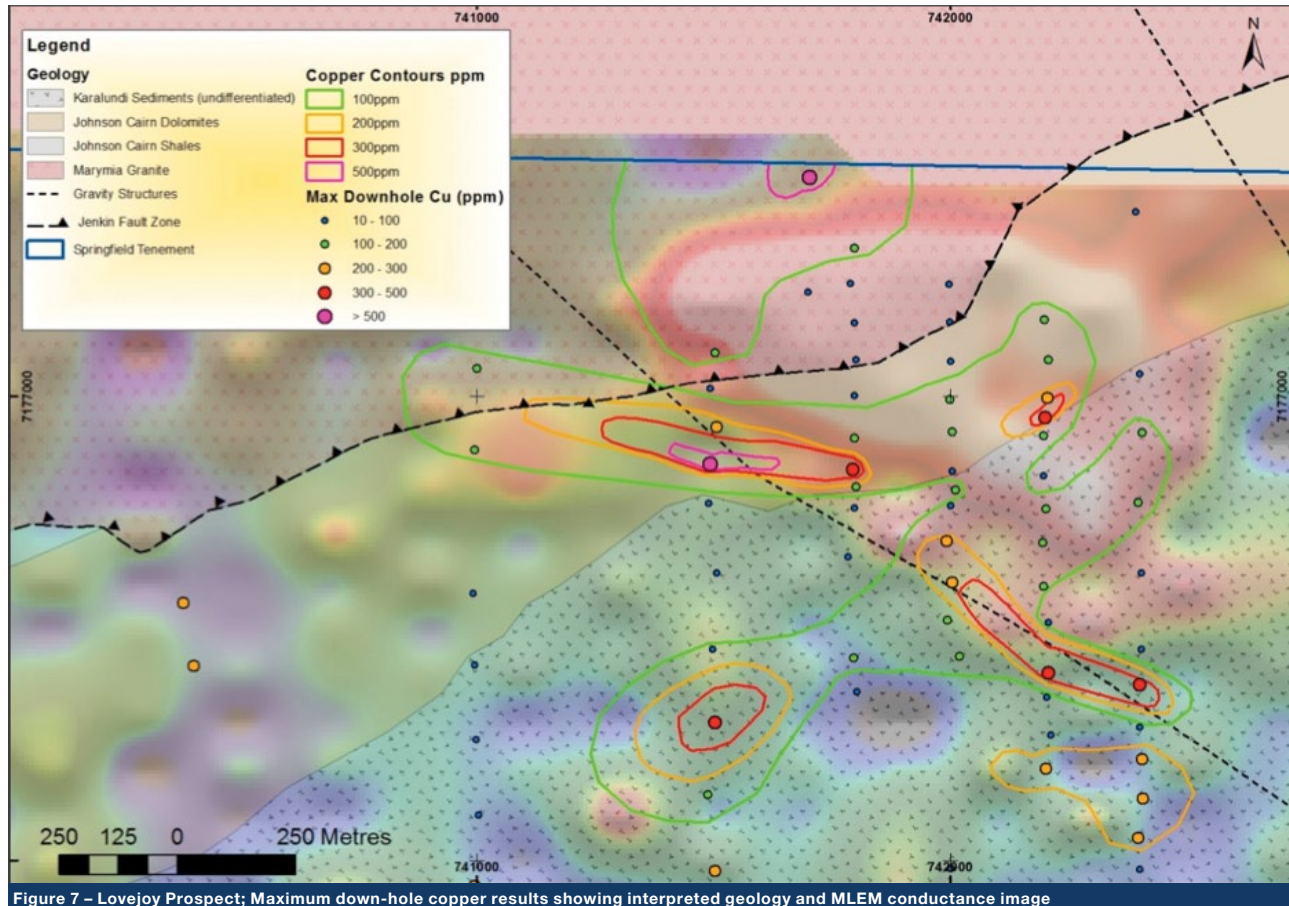 741000
742000
N
Legend
Geology
Karalundi Sediments (undifferentiated)
Johnson Cairn Dolomites
Johnson Cairn Shales
Marymia Granite
Gravity Structures
Jenkin Fault Zone
Springfield Tenement
Copper Contours ppm
100ppm
200ppm
300ppm
500ppm
Max Downhole Cu (ppm)
10 - 100
100 - 200
200 - 300
300 - 500
> 500
7177000
7177000
250 125 0 250 Metres
741000
742000
Figure 7 – Lovejoy Prospect; Maximum down-hole copper results showing interpreted geology and MLEM conductance image